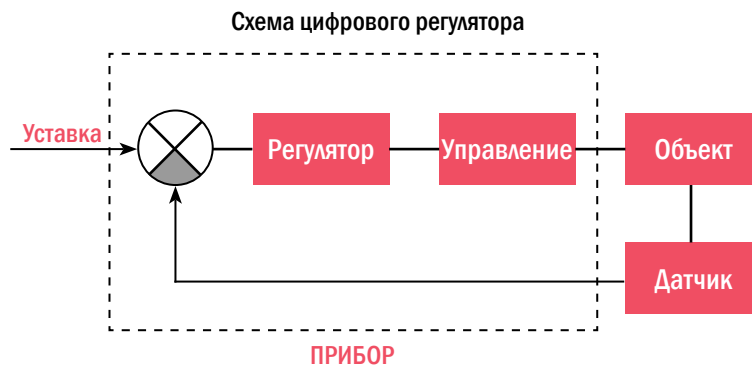 Схема цифрового регулятора
Уставка
Регулятор
Управление
Объект
Датчик
ПРИБОР